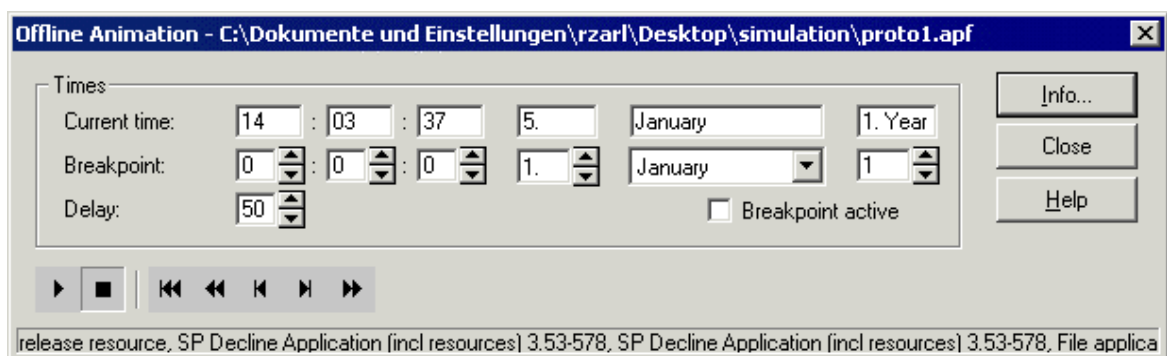 Offline Animation - C:\Dokumente und Einstellungen\rzarl\Desktop\simulation\proto1.apf
Times
Current time: 14 : 03 : 37 5. January 1. Year
Breakpoint: 0 : 0 : 0 1. January 1
Delay: 50 Breakpoint active
Info...
Close
Help
release resource, SP Decline Application (incl resources) 3.53-578, SP Decline Application (incl resources) 3.53-578, File applica